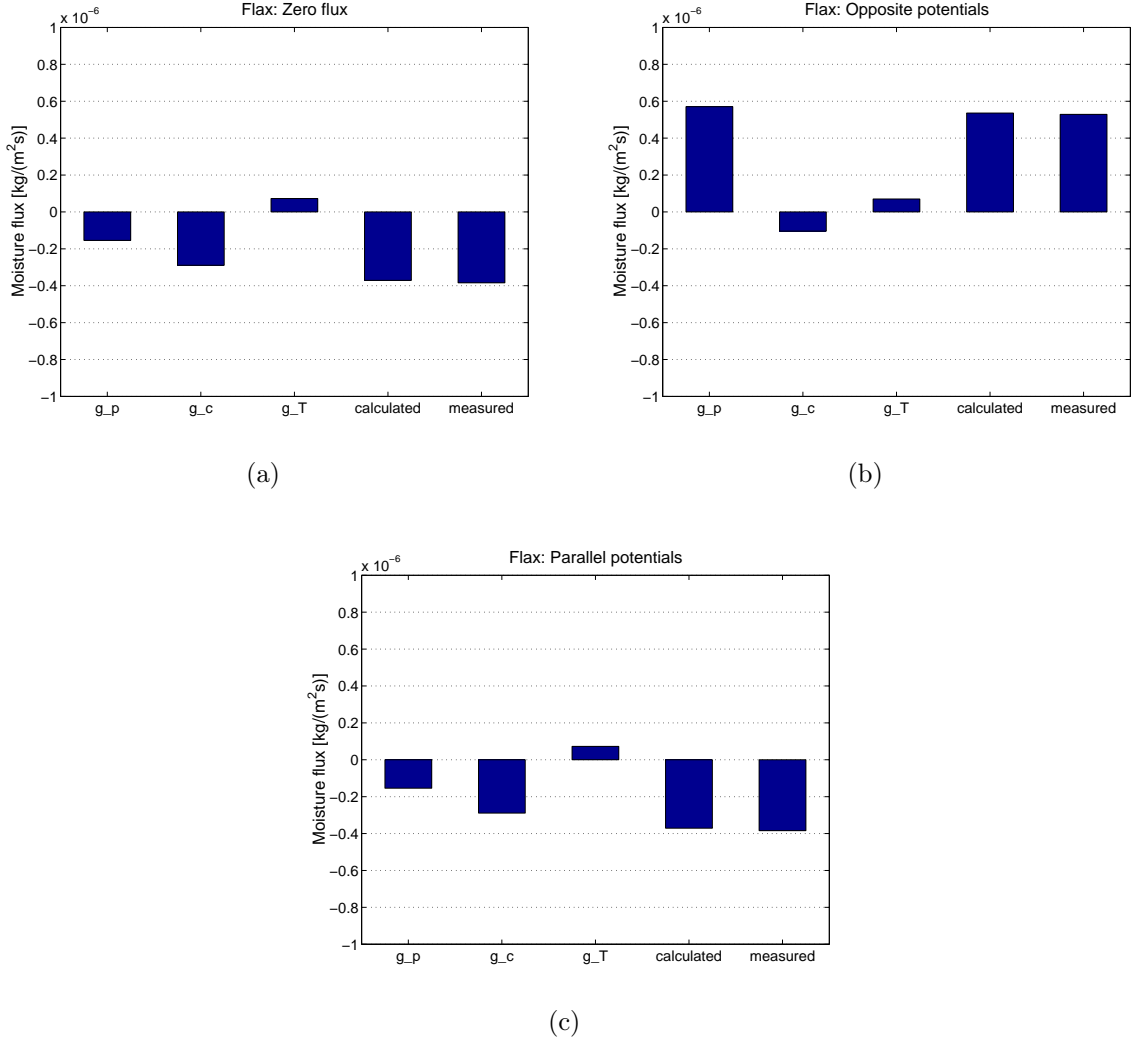 Flax: Zero flux
x 10⁻⁶
1
0.8
0.6
0.4
0.2
0
−0.2
−0.4
−0.6
−0.8
−1
Moisture flux [kg/(m²s)]
g_p g_c g_T calculated measured
(a)
Flax: Opposite potentials
x 10⁻⁶
1
0.8
0.6
0.4
0.2
0
−0.2
−0.4
−0.6
−0.8
−1
Moisture flux [kg/(m²s)]
g_p g_c g_T calculated measured
(b)
Flax: Parallel potentials
x 10⁻⁶
1
0.8
0.6
0.4
0.2
0
−0.2
−0.4
−0.6
−0.8
−1
Moisture flux [kg/(m²s)]
g_p g_c g_T calculated measured
(c)